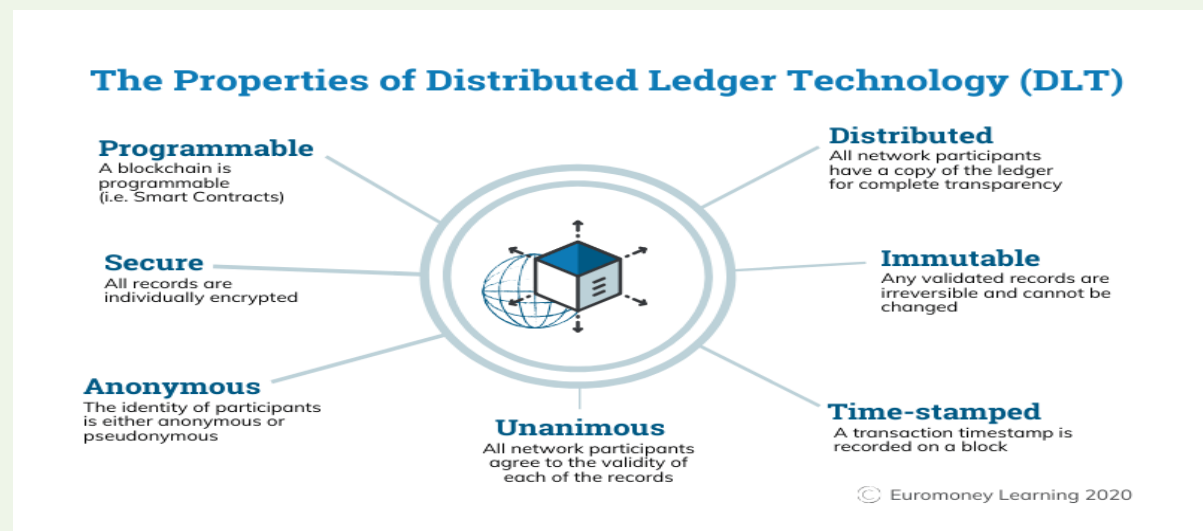 The Properties of Distributed Ledger Technology (DLT)
Programmable
A blockchain is
programmable
(i.e. Smart Contracts)
Secure
All records are
individually encrypted
Anonymous
The identity of participants
is either anonymous or
pseudonymous
Unanimous
All network participants
agree to the validity of
each of the records
Distributed
All network participants
have a copy of the ledger
for complete transparency
Immutable
Any validated records are
irreversible and cannot be
changed
Time-stamped
A transaction timestamp is
recorded on a block
© Euromoney Learning 2020